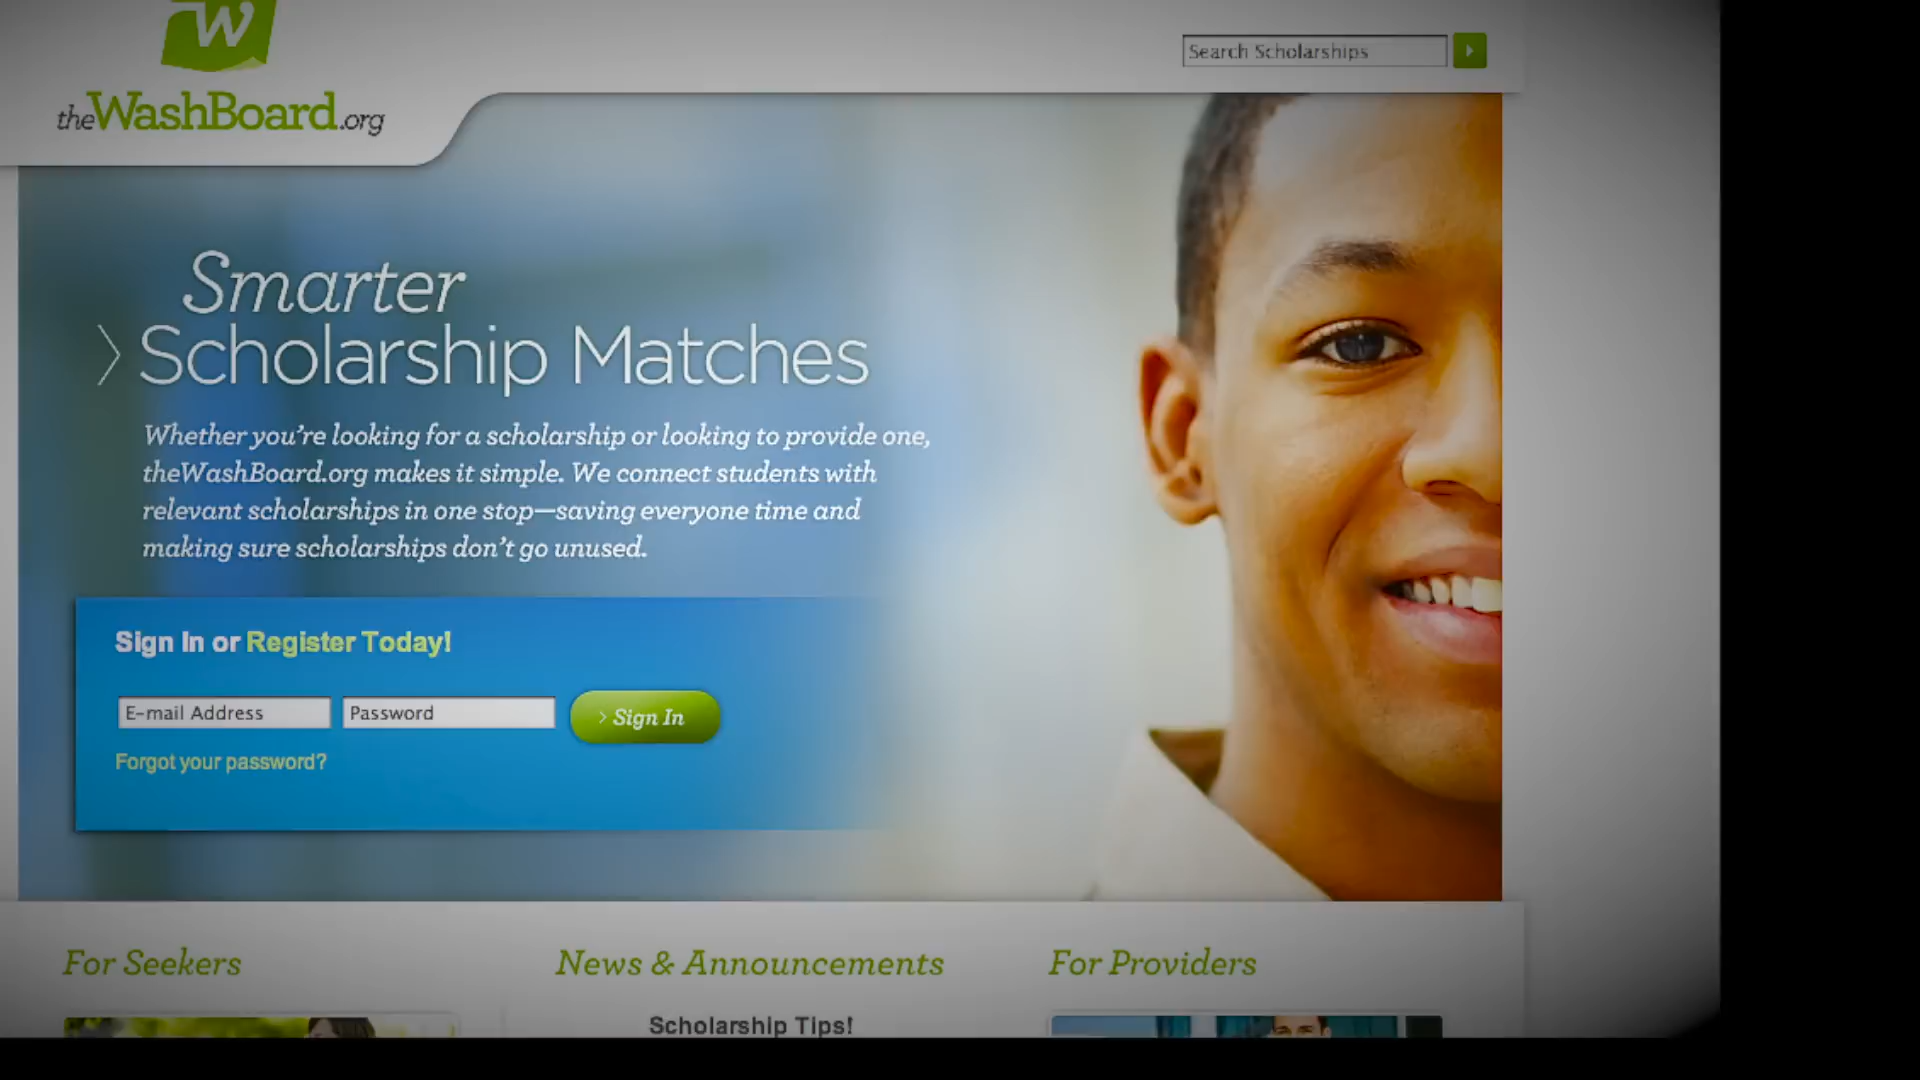 W
theWashBoard.org
Search Scholarships
Smarter
Scholarship Matches
Whether you're looking for a scholarship or looking to provide one,
theWashBoard.org makes it simple. We connect students with
relevant scholarships in one stop—saving everyone time and
making sure scholarships don't go unused.
Sign In or Register Today!
E-mail Address
Password
Sign In
Forgot your password?
For Seekers
News & Announcements
For Providers
Scholarship Tips!